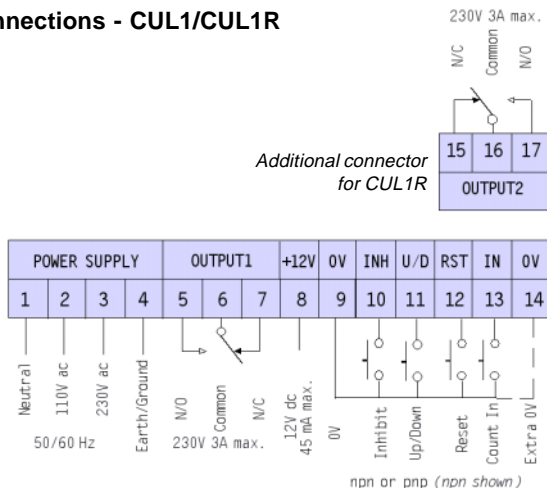 nnections - CUL1/CUL1R
230V 3A max.
N/C
Common
N/O
Additional connector
for CUL1R
15 16 17
OUTPUT2
POWER SUPPLY OUTPUT1 +12V 0V INH U/D RST IN 0V
1 2 3 4 5 6 7 8 9 10 11 12 13 14
Neutral
110V ac
230V ac
Earth/Ground
N/O
Common
N/C
12V dc
45 mA max.
0V
Inhibit
Up/Down
Reset
Count In
Extra 0V
50/60 Hz
230V 3A max.
npn or pnp (npn shown)